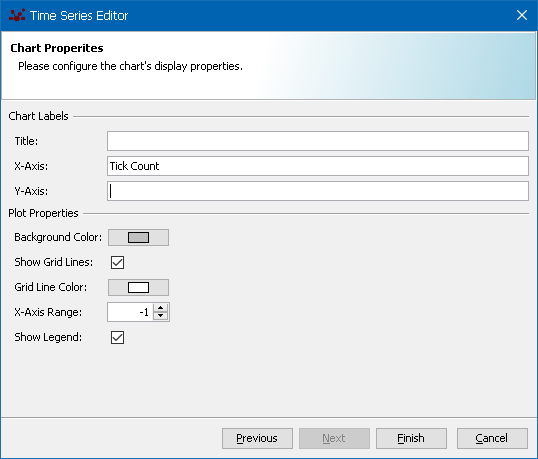 Time Series Editor
Chart Properites
Please configure the chart's display properties.
Chart Labels
Title:
X-Axis: Tick Count
Y-Axis:
Plot Properties
Background Color:
Show Grid Lines:
Grid Line Color:
X-Axis Range: -1
Show Legend:
Previous Next Finish Cancel